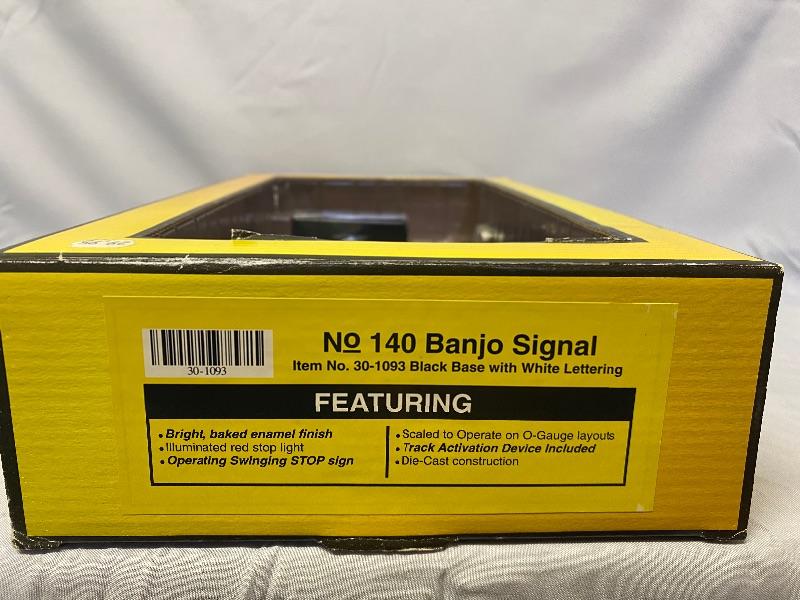 30-1093
No 140 Banjo Signal
Item No. 30-1093 Black Base with White Lettering
FEATURING
• Bright, baked enamel finish
• Illuminated red stop light
• Operating Swinging STOP sign
• Scaled to Operate on O-Gauge layouts
• Track Activation Device Included
• Die-Cast construction